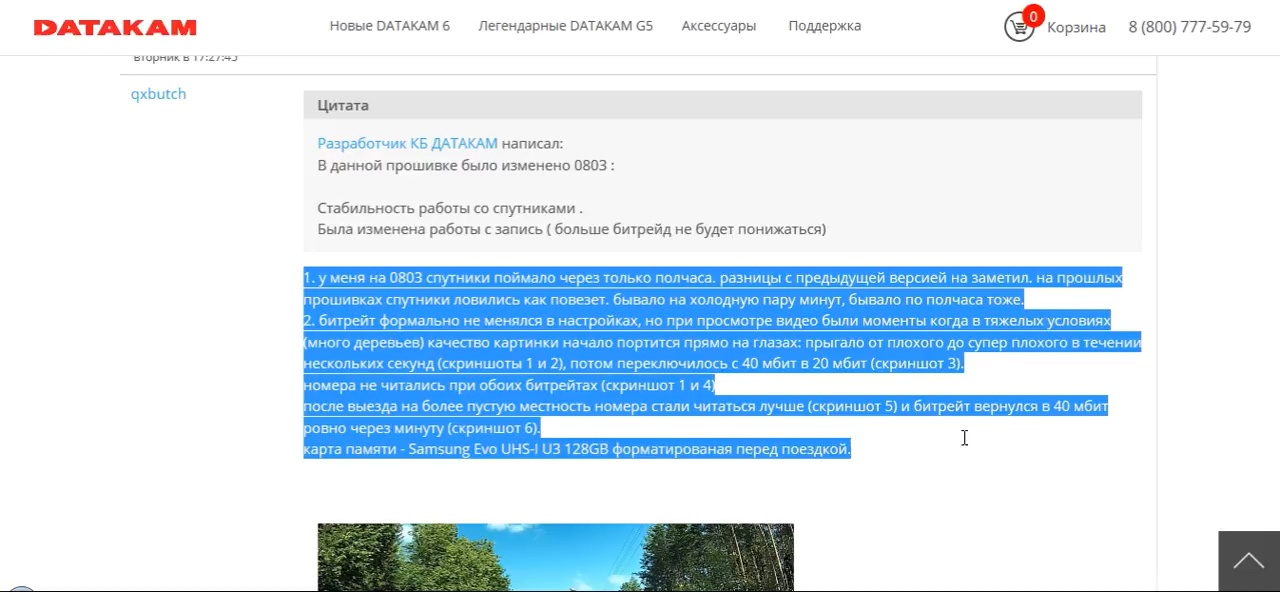 DATAKAM
Новые DATAKAM 6
Легендарные DATAKAM G5
Аксессуары
Поддержка
0
Корзина
8 (800) 777-59-79
вторник в 17:27:45
qxbutch
Цитата
Разработчик КБ ДАТАКАМ написал:
В данной прошивке было изменено 0803 :
Стабильность работы со спутниками .
Была изменена работы с запись ( больше битрейд не будет понижаться)
1. у меня на 0803 спутники поймало через только полчаса. разницы с предыдущей версией на заметил. на прошлых
прошивках спутники ловились как повезет. бывало на холодную пару минут, бывало по полчаса тоже.
2. битрейт формально не менялся в настройках, но при просмотре видео были моменты когда в тяжелых условиях
(много деревьев) качество картинки начало портится прямо на глазах: прыгало от плохого до супер плохого в течении
нескольких секунд (скриншоты 1 и 2), потом переключилось с 40 мбит в 20 мбит (скриншот 3).
номера не читались при обоих битрейтах (скриншот 1 и 4)
после выезда на более пустую местность номера стали читаться лучше (скриншот 5) и битрейт вернулся в 40 мбит
ровно через минуту (скриншот 6).
карта памяти - Samsung Evo UHS-I U3 128GB форматированая перед поездкой.